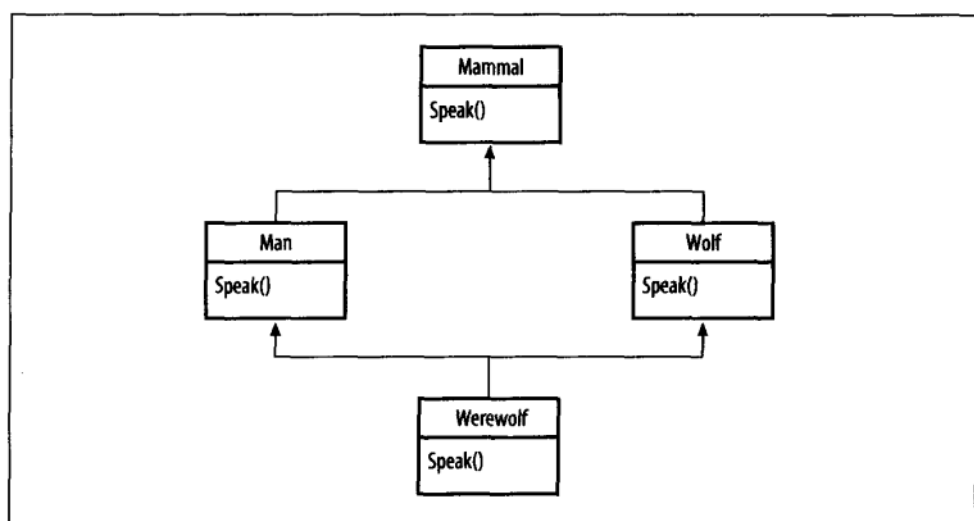 Mammal
Speak()
Man
Wolf
Speak()
Speak()
Werewolf
Speak()